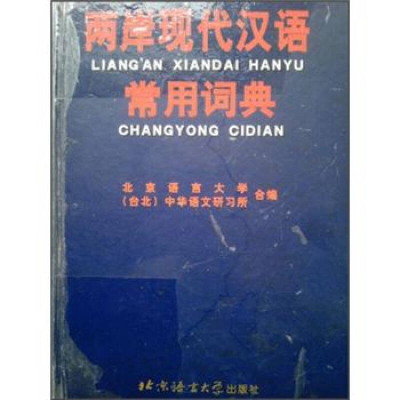 两岸现代汉语
LIANG'AN XIANDAI HANYU
常用词典
CHANGYONG CIDIAN
北京语言大学
（台北）中华语文研习所
合编
北京语言大学出版社